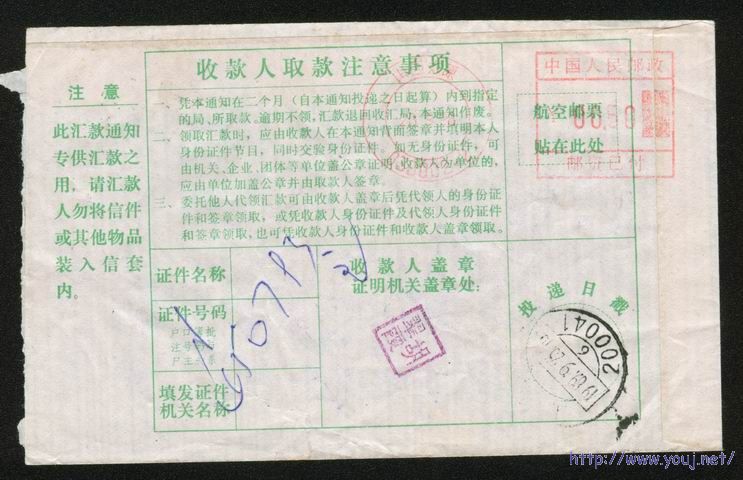 注意
此汇款通知
专供汇款之
用，请汇款
人勿将信件
或其他物品
装入信套
内。
收款人取款注意事项
一、凭本通知在二个月（自本通知投递之日起算）内到指定
的局、所取款。逾期不领，汇款退回收汇局，本通知作废。
二、领取汇款时，应由收款人在本通知背面签章并填明本人
身份证件节目，同时交验身份证件。如无身份证件，可
由机关、企业、团体等单位盖公章证明。收款人为单位的，
应由单位加盖公章并由取款人签章。
三、委托他人代领汇款可由收款人盖章后凭代领人的身份证
件和签章领取，或凭收款人身份证件及代领人身份证件
和签章领取，也可凭收款人身份证件和收款人盖章领取。
中国人民邮政
航空邮票
贴在此处
邮资已付
证件名称
证件号码
户口簿批
注号码与
户主关系
填发证件
机关名称
收款人盖章
证明机关盖章处：
投递日戳
200041
6
http://www.youj.net/